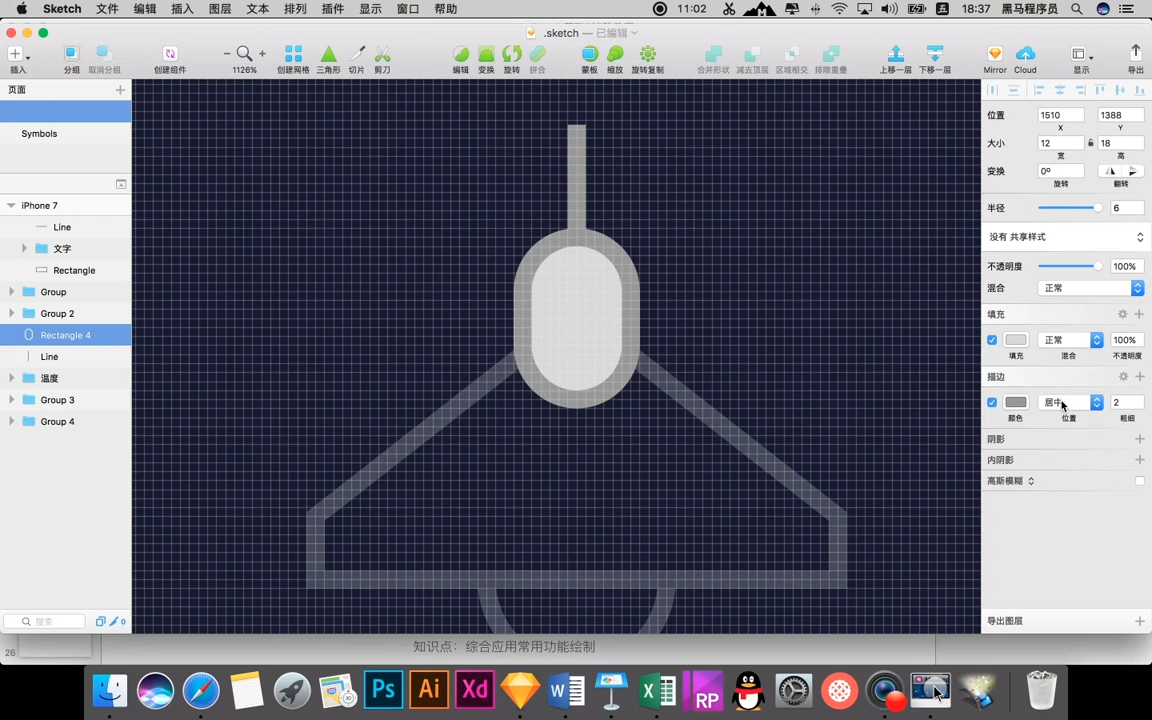 Sketch 文件 编辑 插入 图层 文本 排列 插件 显示 窗口 帮助 11:02 五 18:37 黑马程序员
.sketch — 已编辑
插入 分组 取消分组 创建组件 − + 1126% 创建网格 三角形 切片 剪刀 编辑 变换 旋转 拼合 蒙板 缩放 旋转复制 合并形状 减去顶层 区域相交 排除重叠 上移一层 下移一层 Mirror Cloud 显示 导出
页面
Symbols
iPhone 7
Line
文字
Rectangle
Group
Group 2
Rectangle 4
Line
温度
Group 3
Group 4
搜索 0
位置 1510 1388
X Y
大小 12 18
宽 高
变换 0º
旋转 翻转
半径 6
没有 共享样式
不透明度 100%
混合 正常
填充
正常 100%
填充 混合 不透明度
描边
居中 2
颜色 位置 粗细
阴影
内阴影
高斯模糊
导出图层
26 知识点：综合应用常用功能绘制
Ps Ai Xd RP